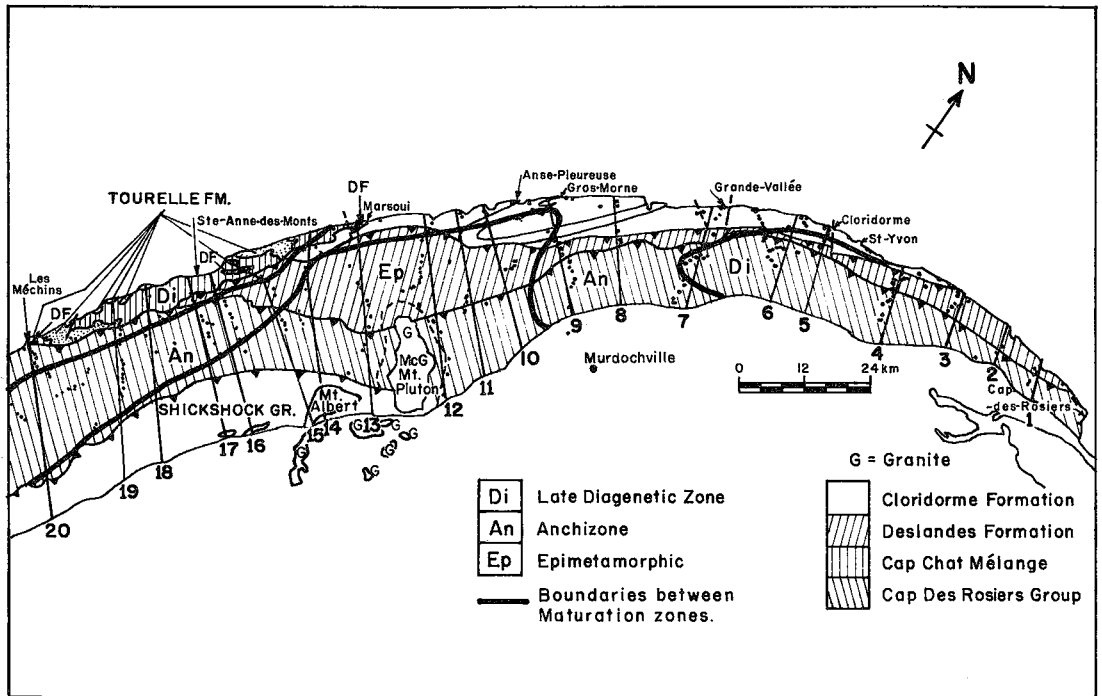 N
Anse-Pleureuse
Gros-Morne
DF
Marsoui
Grande-Vallée
TOURELLE FM.
Ste-Anne-des-Monts
Cloridorme
St-Yvon
DF
Les
Méchins
DF
Di
Ep
An
Di
An
G
McG
Mt.
Pluton
Mt.
Albert
SHICKSHOCK GR.
G
G
G
G
G
Murdochville
0 12 24 km
Cap
-des-Rosiers
20
19
18
17
16
15
14
13
12
11
10
9
8
7
6
5
4
3
2
1
G = Granite
Di Late Diagenetic Zone
An Anchizone
Ep Epimetamorphic
Boundaries between
Maturation zones.
Cloridorme Formation
Deslandes Formation
Cap Chat Mélange
Cap Des Rosiers Group